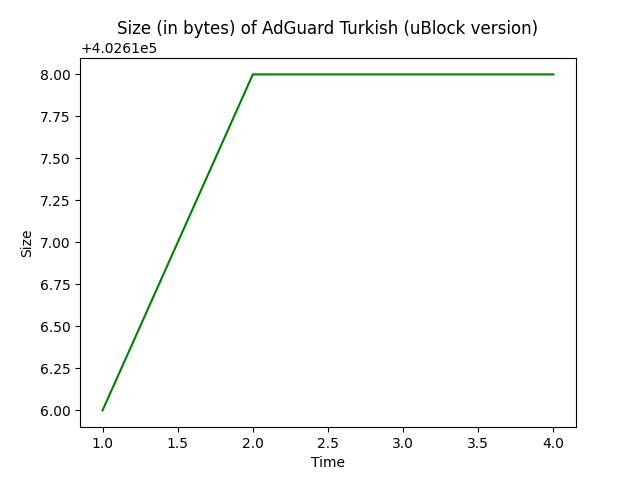 Size (in bytes) of AdGuard Turkish (uBlock version)
+4.0261e5
8.00
7.75
7.50
7.25
7.00
6.75
6.50
6.25
6.00
Size
1.0 1.5 2.0 2.5 3.0 3.5 4.0
Time